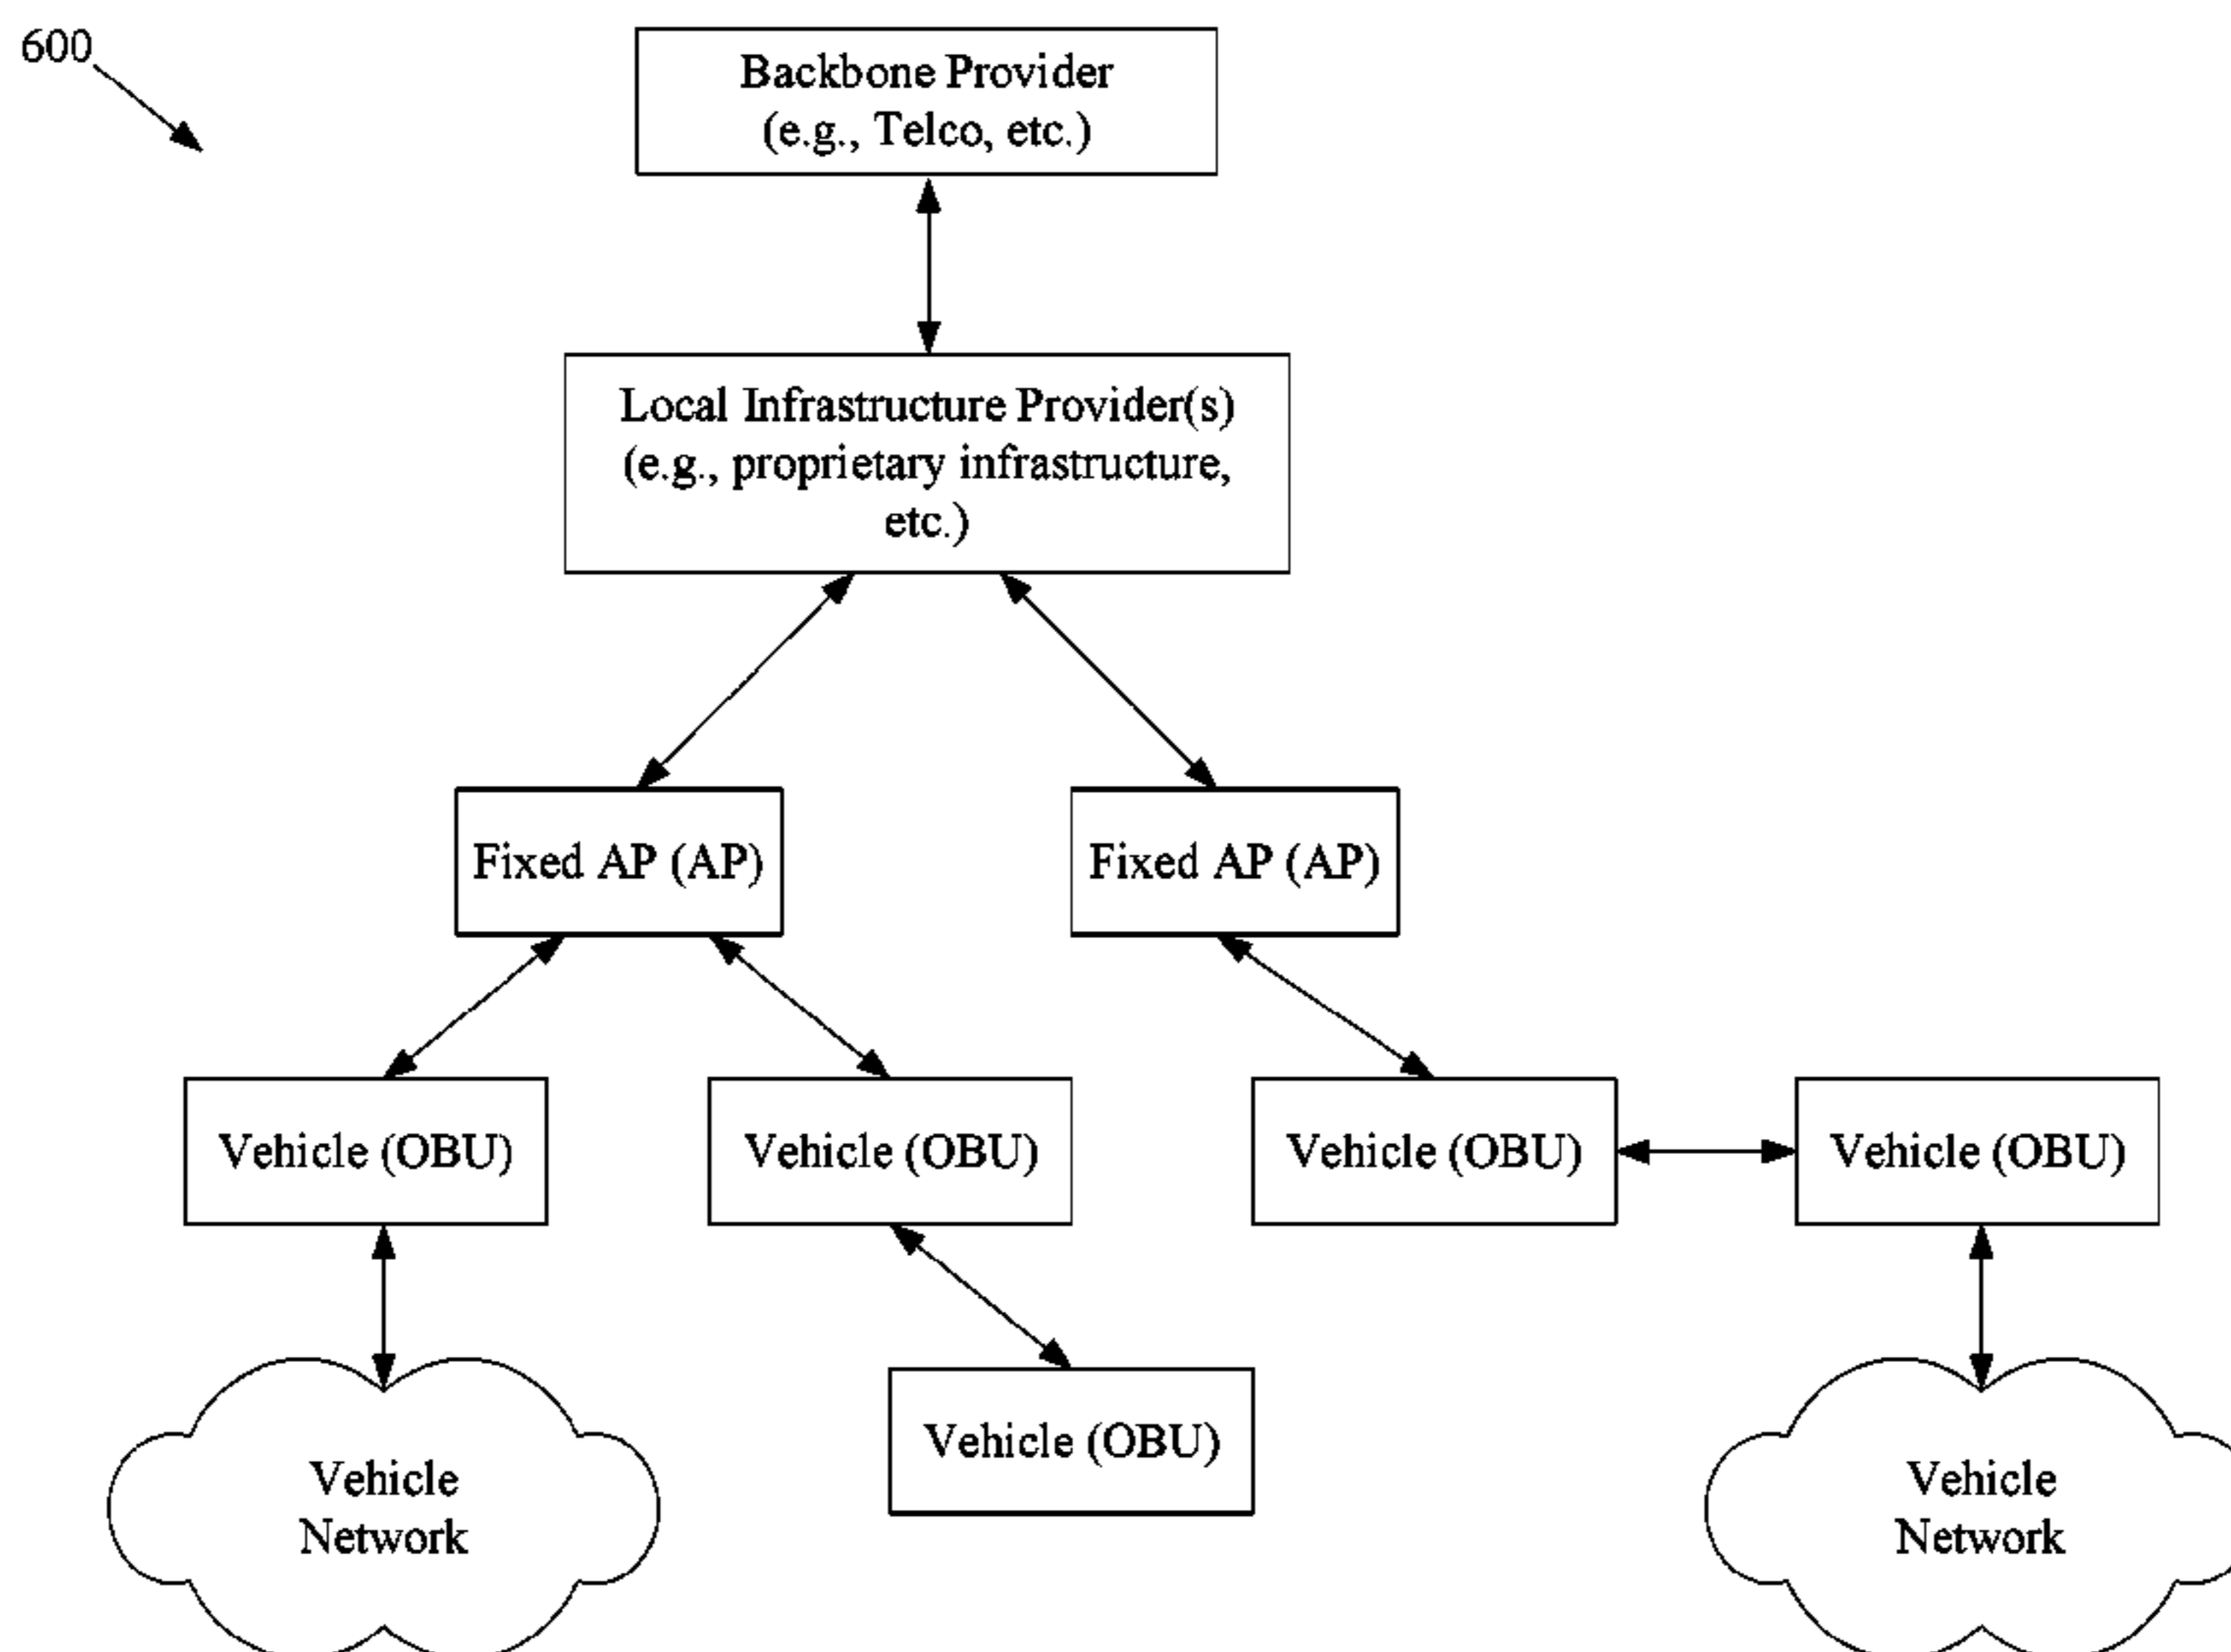 600
Backbone Provider
(e.g., Telco, etc.)
Local Infrastructure Provider(s)
(e.g., proprietary infrastructure,
etc.)
Fixed AP (AP)
Fixed AP (AP)
Vehicle (OBU)
Vehicle (OBU)
Vehicle (OBU)
Vehicle (OBU)
Vehicle (OBU)
Vehicle
Network
Vehicle
Network